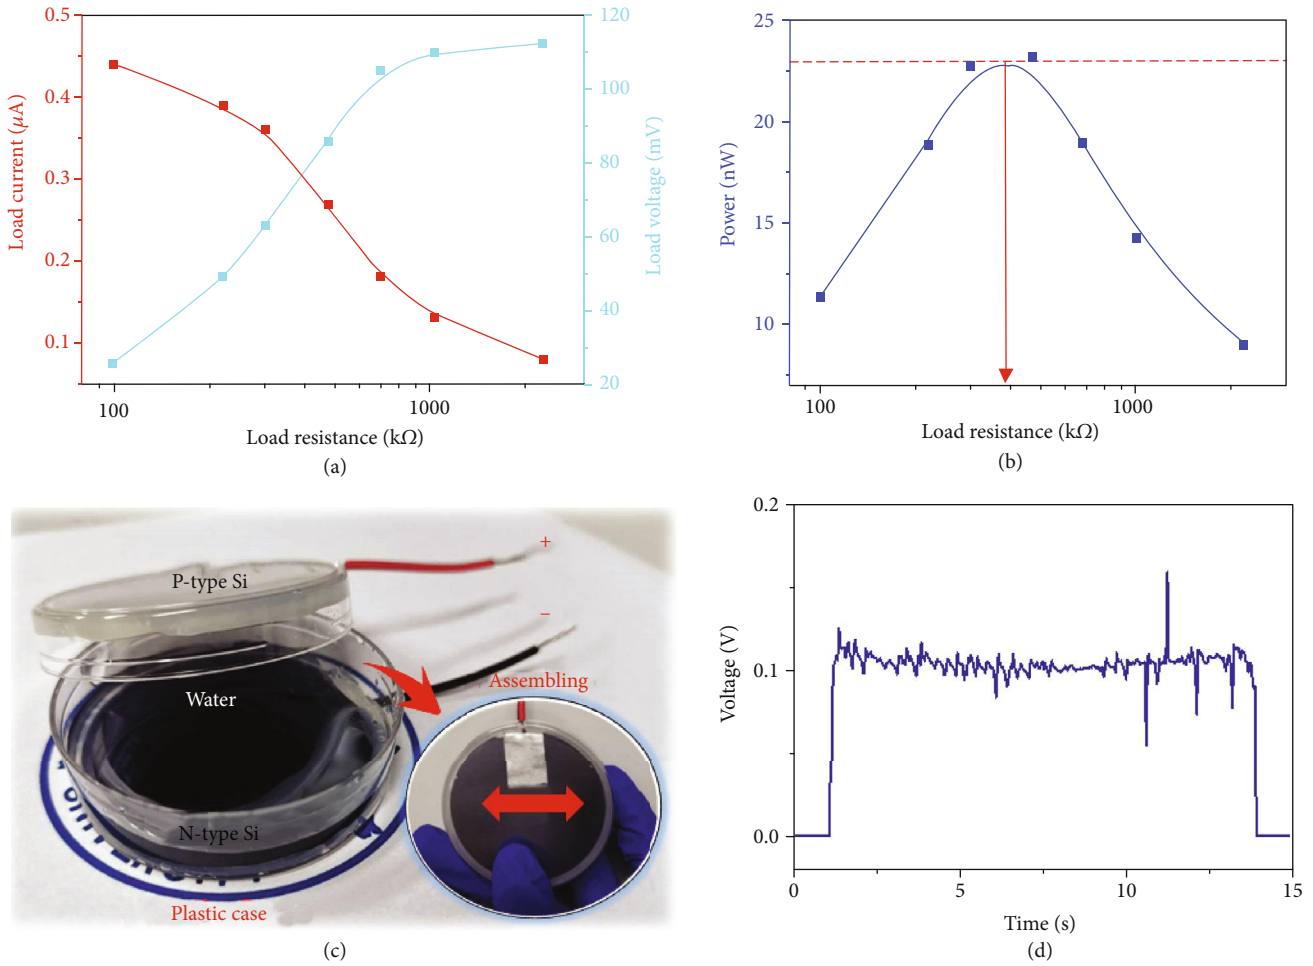 0.5
0.4
0.3
0.2
0.1
Load current (μA)
120
100
80
60
40
20
Load voltage (mV)
100
1000
Load resistance (kΩ)
(a)
25
20
15
10
Power (nW)
100
1000
Load resistance (kΩ)
(b)
P-type Si
+
−
Assembling
Water
N-type Si
Plastic case
(c)
0.2
0.1
0.0
Voltage (V)
0
5
10
15
Time (s)
(d)